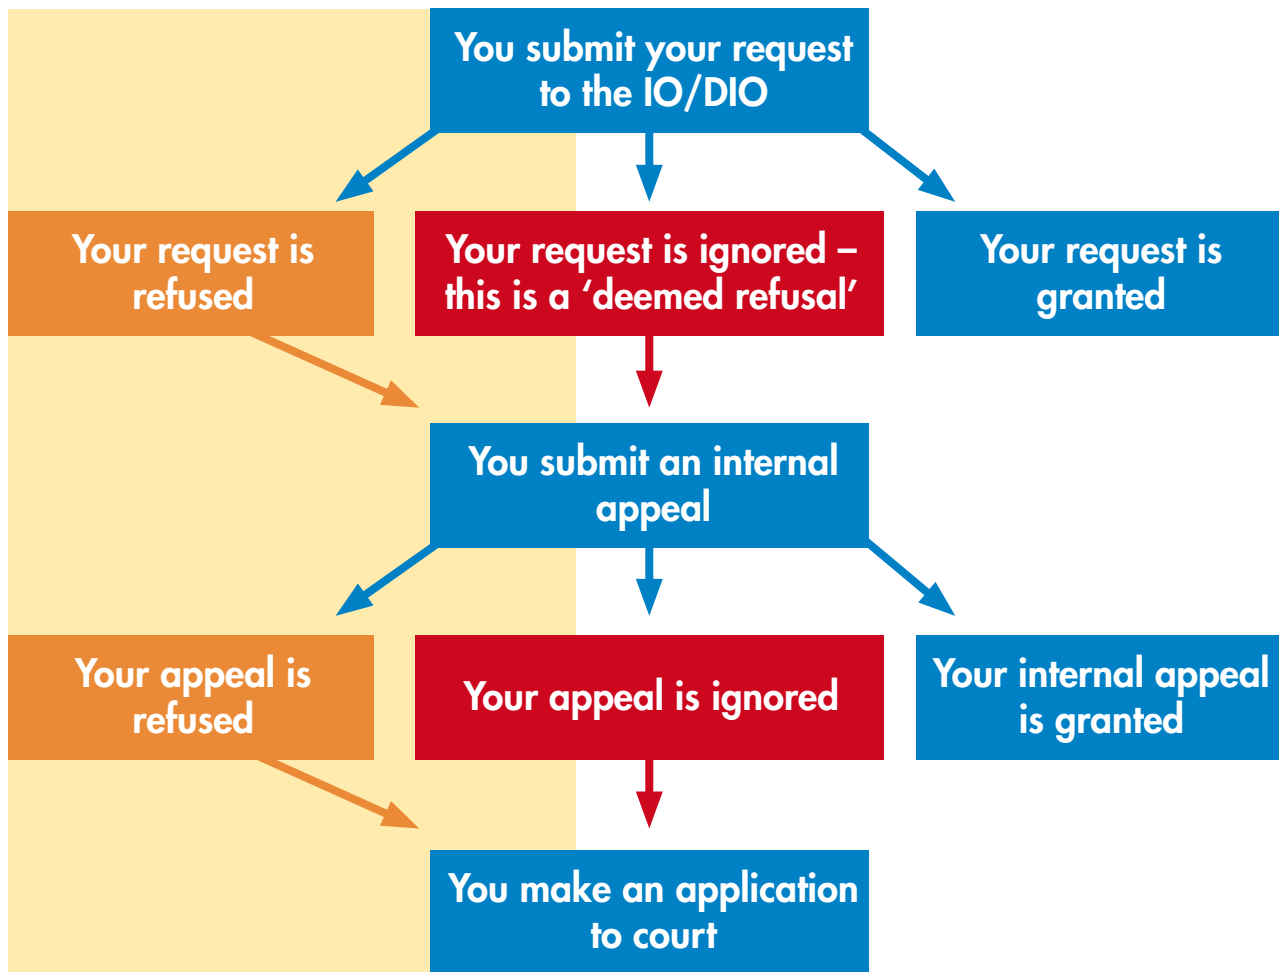 You submit your request
to the IO/DIO
Your request is
refused
Your request is ignored –
this is a ‘deemed refusal’
Your request is
granted
You submit an internal
appeal
Your appeal is
refused
Your appeal is ignored
Your internal appeal
is granted
You make an application
to court